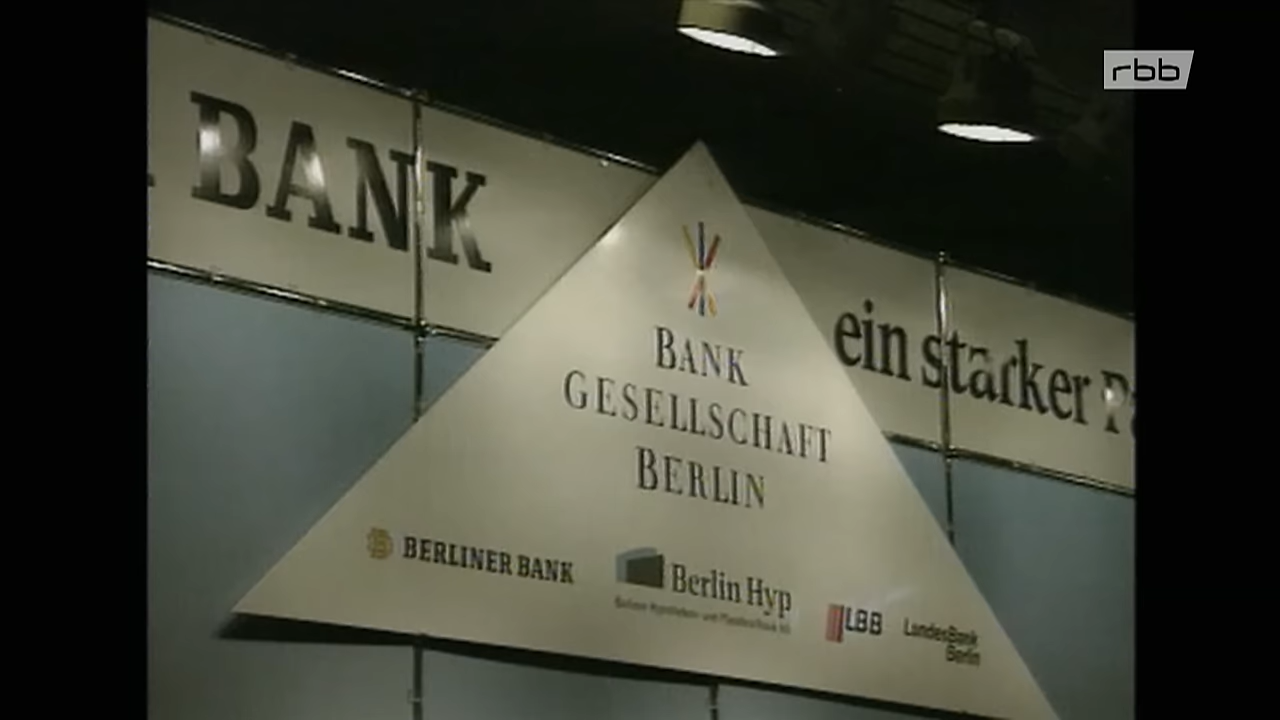 rbb
BANK
ein starker
BANK
GESELLSCHAFT
BERLIN
BERLINER BANK
Berlin Hyp
LBB
LandesBank
Berlin